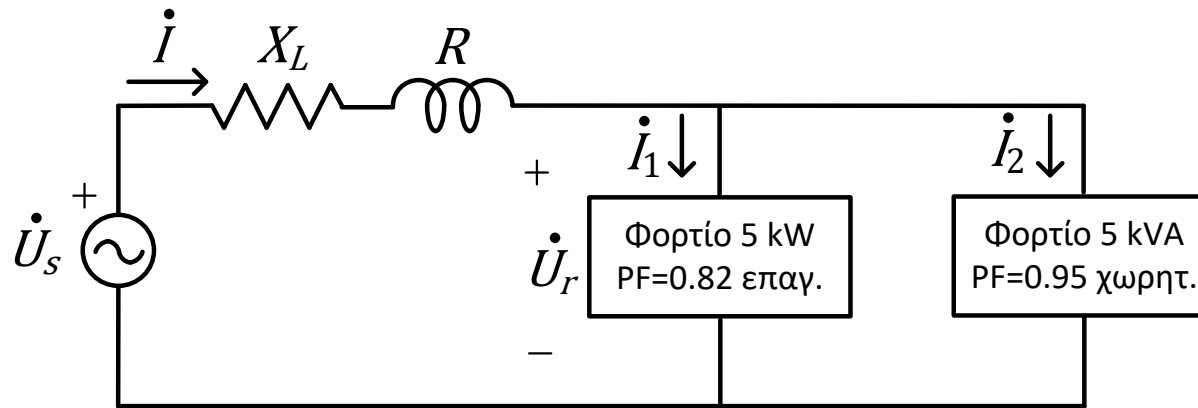 İ
X_L
R
+
U̇_s
+
U̇_r
−
İ_1
İ_2
Φορτίο 5 kW
PF=0.82 επαγ.
Φορτίο 5 kVA
PF=0.95 χωρητ.